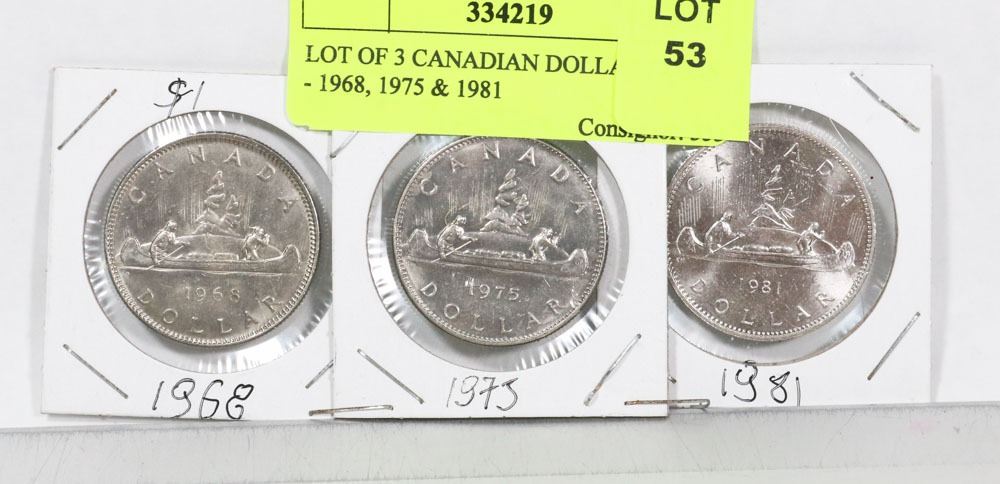 334219
LOT
53
LOT OF 3 CANADIAN DOLLA
- 1968, 1975 & 1981
$1
CANADA
1968
DOLLAR
1968
CANADA
1975
DOLLAR
1975
CANADA
1981
DOLLAR
1981